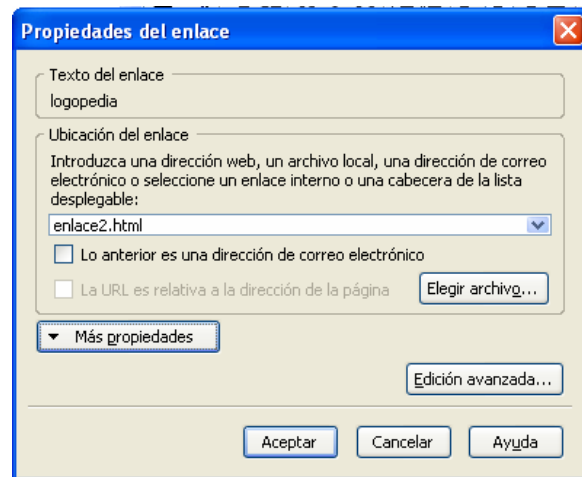 Propiedades del enlace
Texto del enlace
logopedia
Ubicación del enlace
Introduzca una dirección web, un archivo local, una dirección de correo
electrónico o seleccione un enlace interno o una cabecera de la lista
desplegable:
enlace2.html
Lo anterior es una dirección de correo electrónico
La URL es relativa a la dirección de la página
Elegir archivo...
Más propiedades
Edición avanzada...
Aceptar
Cancelar
Ayuda